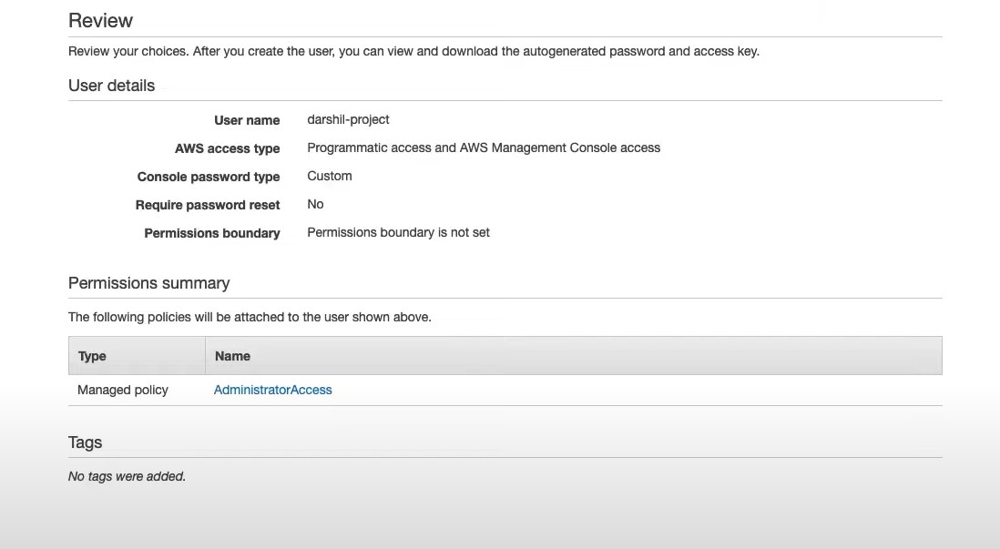 Review
Review your choices. After you create the user, you can view and download the autogenerated password and access key.
User details
User name darshil-project
AWS access type Programmatic access and AWS Management Console access
Console password type Custom
Require password reset No
Permissions boundary Permissions boundary is not set
Permissions summary
The following policies will be attached to the user shown above.
Type Name
Managed policy AdministratorAccess
Tags
No tags were added.